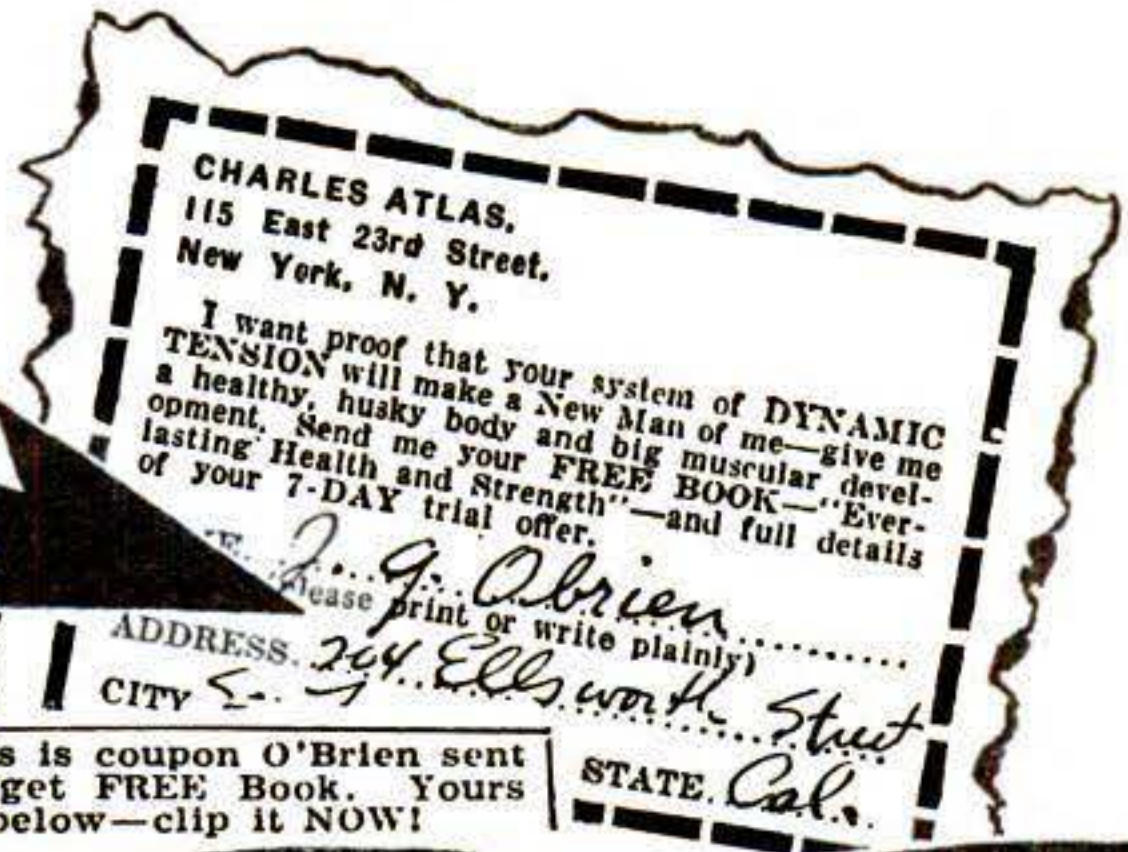 CHARLES ATLAS.
115 East 23rd Street.
New York, N. Y.
I want proof that your system of DYNAMIC
TENSION will make a New Man of me—give me
a healthy, husky body and big muscular devel-
opment. Send me your FREE BOOK—"Ever-
lasting Health and Strength"—and full details
of your 7-DAY trial offer.
Obrien
print or write plainly)
ADDRESS. 204 Ellsworth Street
CITY S. F.
STATE. Cal.
s is coupon O'Brien sent
get FREE Book. Yours
below—clip it NOW!